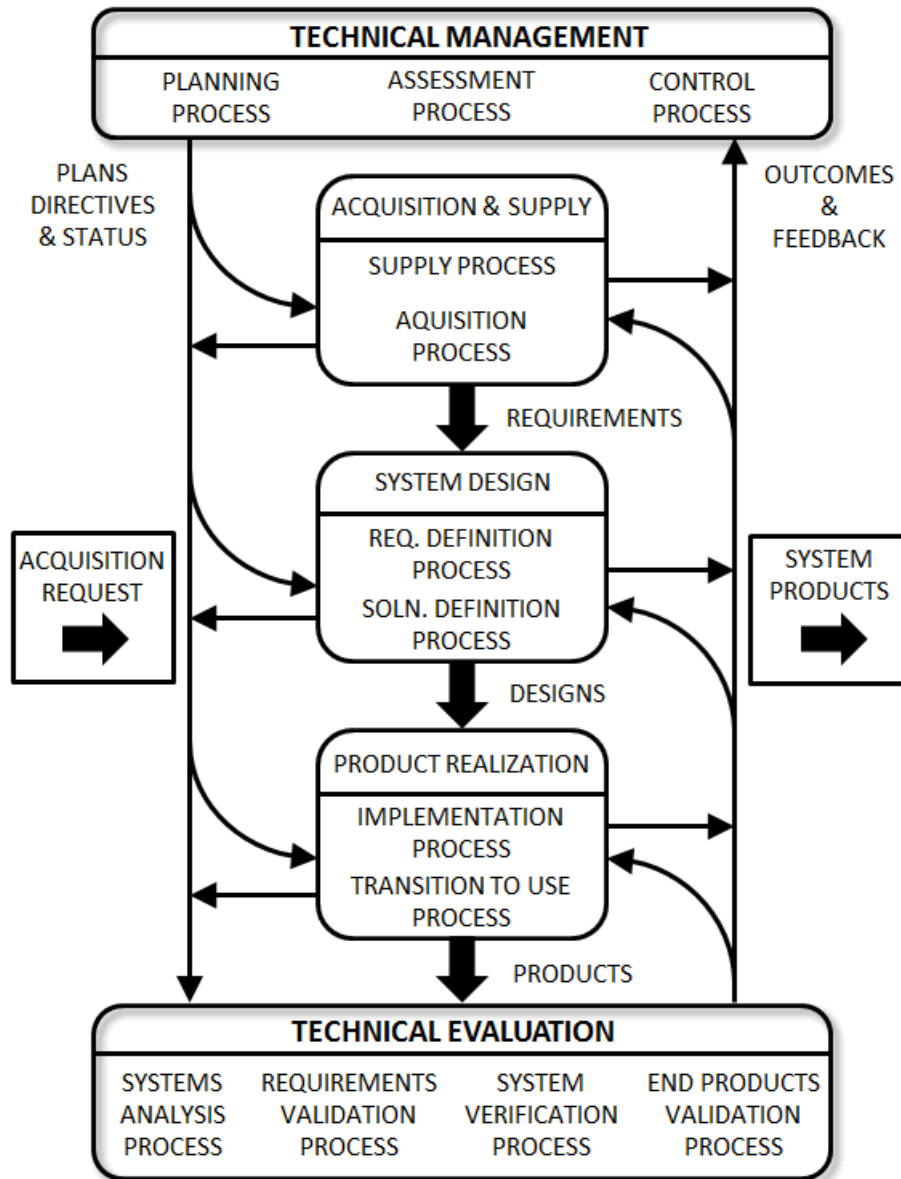 TECHNICAL MANAGEMENT
PLANNING
PROCESS
ASSESSMENT
PROCESS
CONTROL
PROCESS
PLANS
DIRECTIVES
& STATUS
OUTCOMES
&
FEEDBACK
ACQUISITION & SUPPLY
SUPPLY PROCESS
AQUISITION
PROCESS
REQUIREMENTS
SYSTEM DESIGN
REQ. DEFINITION
PROCESS
SOLN. DEFINITION
PROCESS
ACQUISITION
REQUEST
SYSTEM
PRODUCTS
DESIGNS
PRODUCT REALIZATION
IMPLEMENTATION
PROCESS
TRANSITION TO USE
PROCESS
PRODUCTS
TECHNICAL EVALUATION
SYSTEMS
ANALYSIS
PROCESS
REQUIREMENTS
VALIDATION
PROCESS
SYSTEM
VERIFICATION
PROCESS
END PRODUCTS
VALIDATION
PROCESS